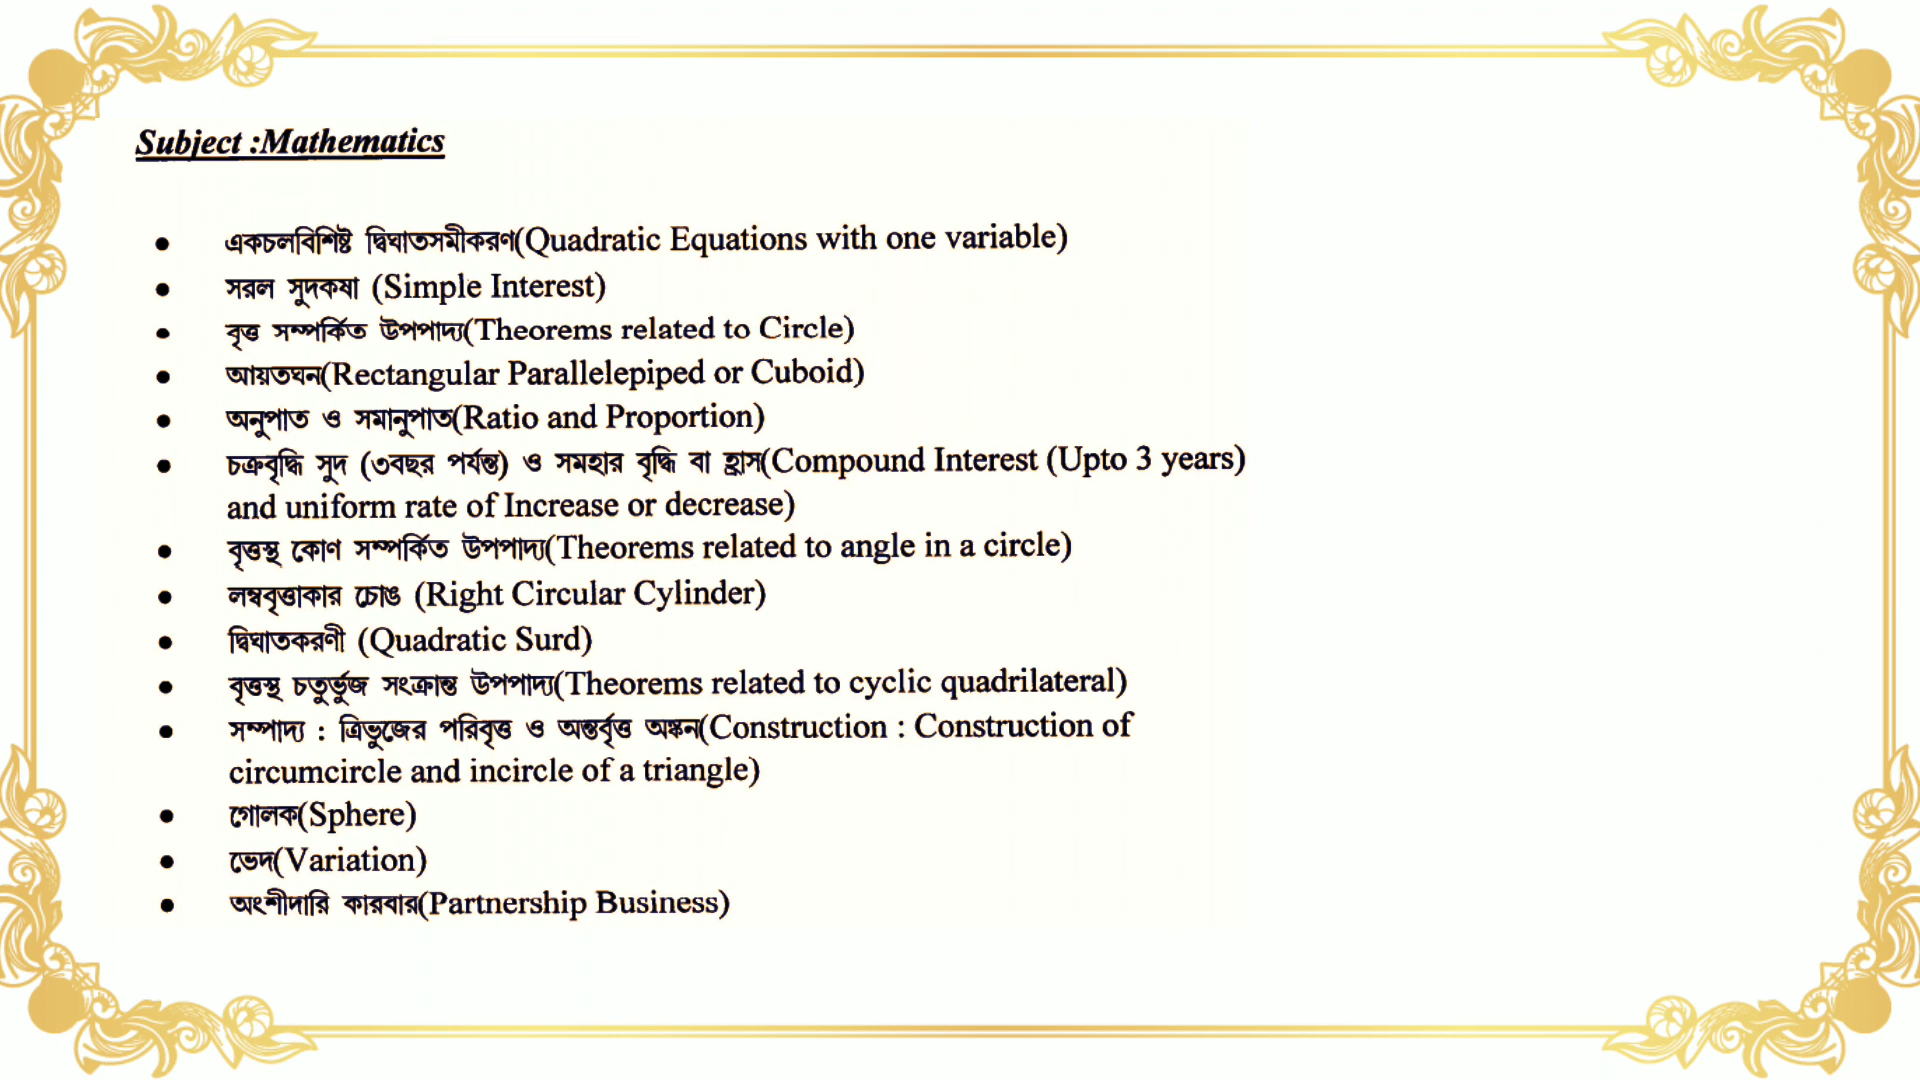 Subject :Mathematics
• একচলবিশিষ্ট দ্বিঘাতসমীকরণ(Quadratic Equations with one variable)
• সরল সুদকষা (Simple Interest)
• বৃত্ত সম্পর্কিত উপপাদ্য(Theorems related to Circle)
• আয়তঘন(Rectangular Parallelepiped or Cuboid)
• অনুপাত ও সমানুপাত(Ratio and Proportion)
• চক্রবৃদ্ধি সুদ (৩বছর পর্যন্ত) ও সমহার বৃদ্ধি বা হ্রাস(Compound Interest (Upto 3 years)
and uniform rate of Increase or decrease)
• বৃত্তস্থ কোণ সম্পর্কিত উপপাদ্য(Theorems related to angle in a circle)
• লম্ববৃত্তাকার চোঙ (Right Circular Cylinder)
• দ্বিঘাতকরণী (Quadratic Surd)
• বৃত্তস্থ চতুর্ভুজ সংক্রান্ত উপপাদ্য(Theorems related to cyclic quadrilateral)
• সম্পাদ্য : ত্রিভুজের পরিবৃত্ত ও অন্তর্বৃত্ত অঙ্কন(Construction : Construction of
circumcircle and incircle of a triangle)
• গোলক(Sphere)
• ভেদ(Variation)
• অংশীদারি কারবার(Partnership Business)